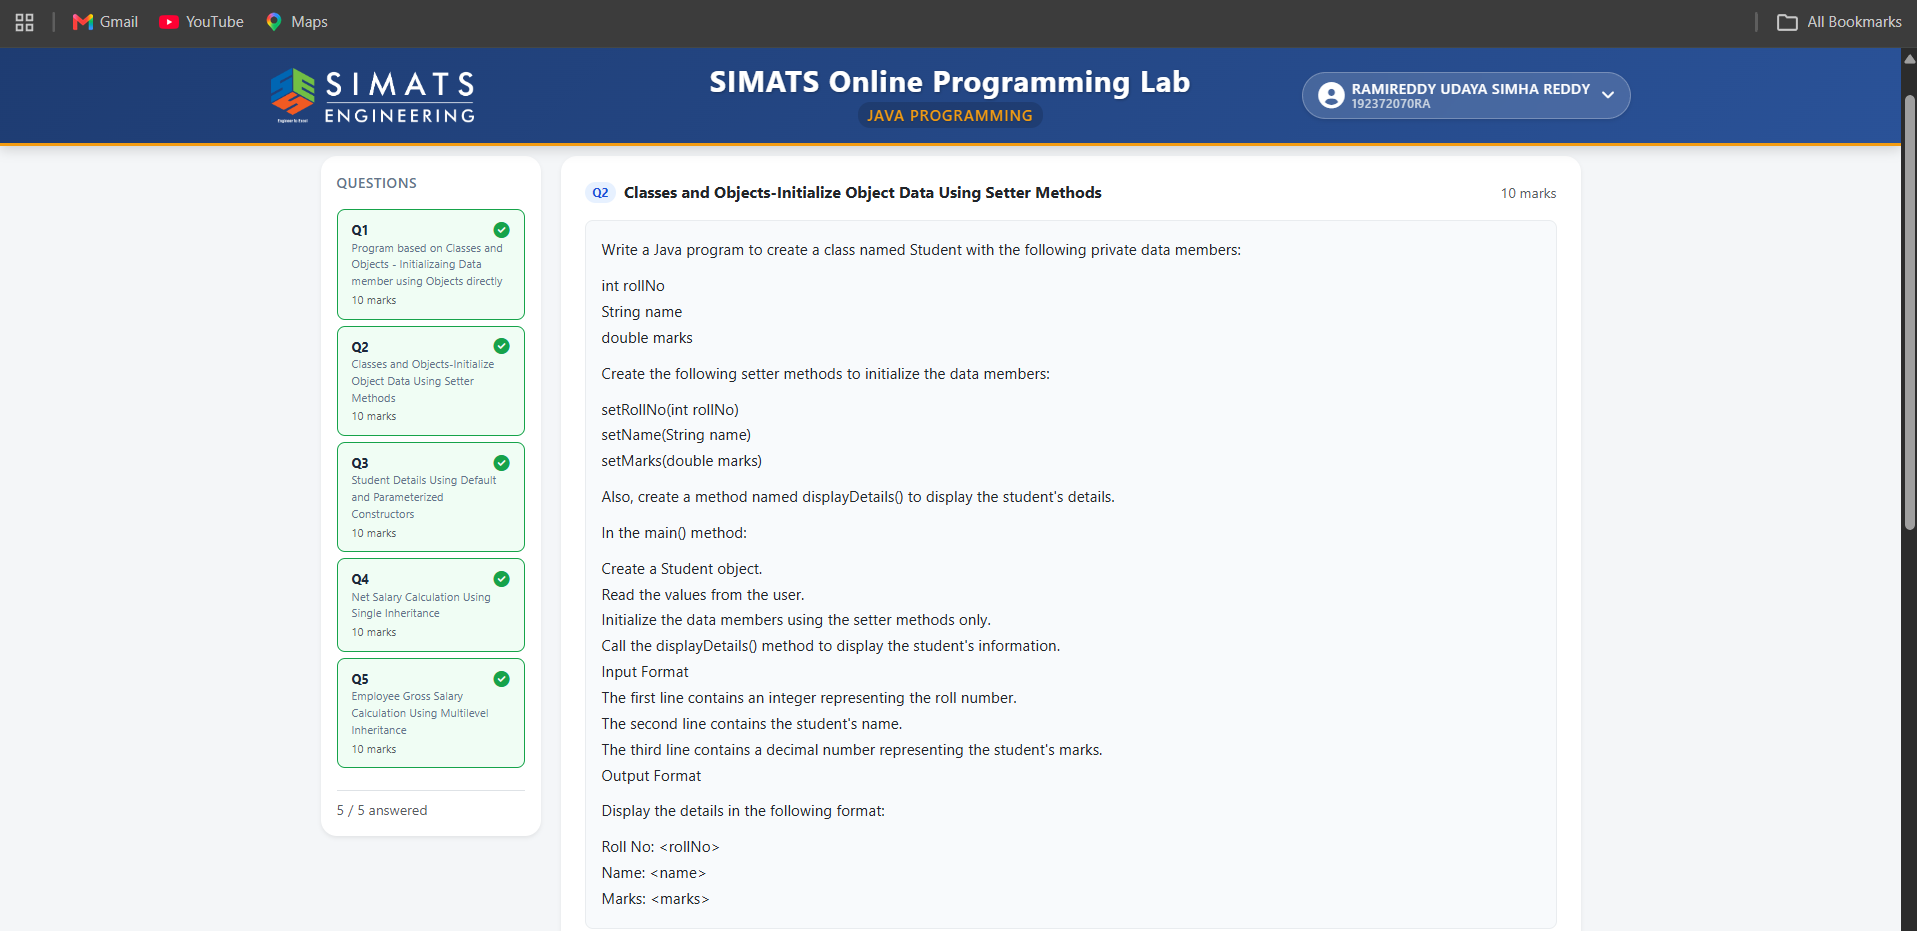 Gmail
YouTube
Maps
All Bookmarks
SIMATS
ENGINEERING
Engineer to Excel
SIMATS Online Programming Lab
JAVA PROGRAMMING
RAMIREDDY UDAYA SIMHA REDDY
192372070RA
QUESTIONS
Q1
Program based on Classes and
Objects - Initializaing Data
member using Objects directly
10 marks
Q2
Classes and Objects-Initialize
Object Data Using Setter
Methods
10 marks
Q3
Student Details Using Default
and Parameterized
Constructors
10 marks
Q4
Net Salary Calculation Using
Single Inheritance
10 marks
Q5
Employee Gross Salary
Calculation Using Multilevel
Inheritance
10 marks
5 / 5 answered
Q2 Classes and Objects-Initialize Object Data Using Setter Methods
10 marks
Write a Java program to create a class named Student with the following private data members:
int rollNo
String name
double marks
Create the following setter methods to initialize the data members:
setRollNo(int rollNo)
setName(String name)
setMarks(double marks)
Also, create a method named displayDetails() to display the student's details.
In the main() method:
Create a Student object.
Read the values from the user.
Initialize the data members using the setter methods only.
Call the displayDetails() method to display the student's information.
Input Format
The first line contains an integer representing the roll number.
The second line contains the student's name.
The third line contains a decimal number representing the student's marks.
Output Format
Display the details in the following format:
Roll No: <rollNo>
Name: <name>
Marks: <marks>